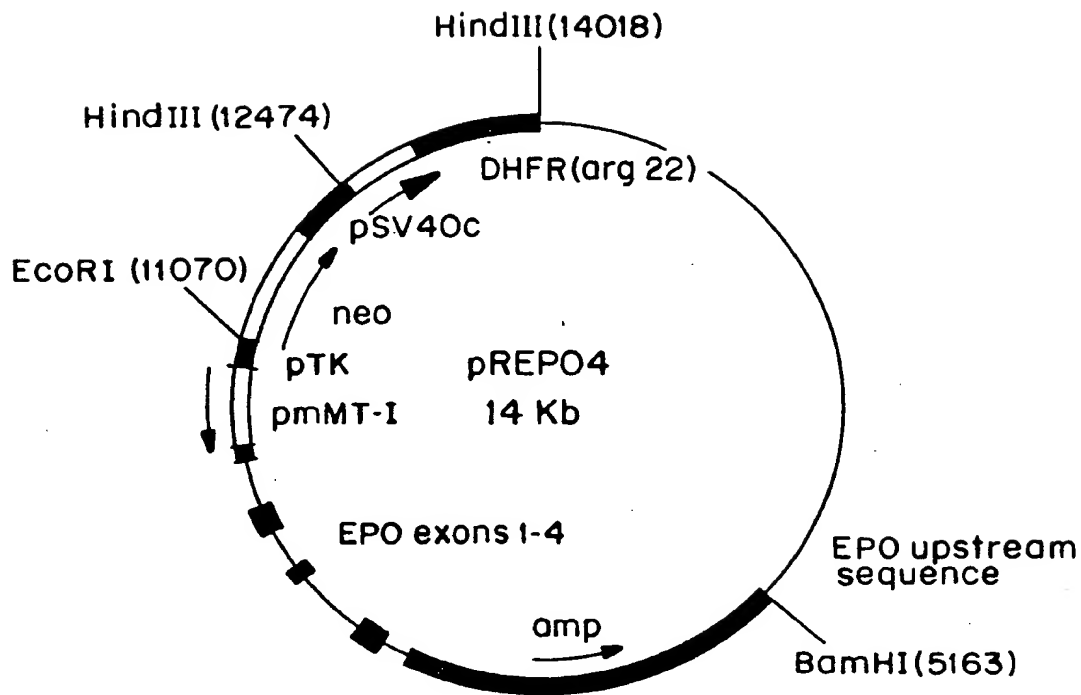 HindIII (14018)
HindIII (12474)
DHFR (arg 22)
pSV40c
EcoRI (11070)
neo
pTK
pREPO4
pmMT-I
14 Kb
EPO exons 1-4
EPO upstream
sequence
amp
BamHI (5163)